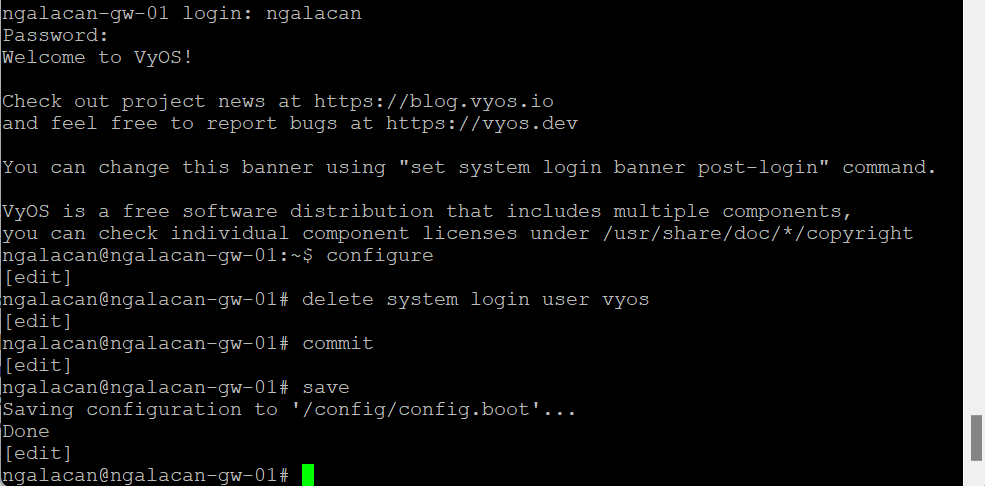 ngalacan-gw-01 login: ngalacan
Password:
Welcome to VyOS!
Check out project news at https://blog.vyos.io
and feel free to report bugs at https://vyos.dev
You can change this banner using "set system login banner post-login" command.
VyOS is a free software distribution that includes multiple components,
you can check individual component licenses under /usr/share/doc/*/copyright
ngalacan@ngalacan-gw-01:~$ configure
[edit]
ngalacan@ngalacan-gw-01# delete system login user vyos
[edit]
ngalacan@ngalacan-gw-01# commit
[edit]
ngalacan@ngalacan-gw-01# save
Saving configuration to '/config/config.boot'...
Done
[edit]
ngalacan@ngalacan-gw-01#